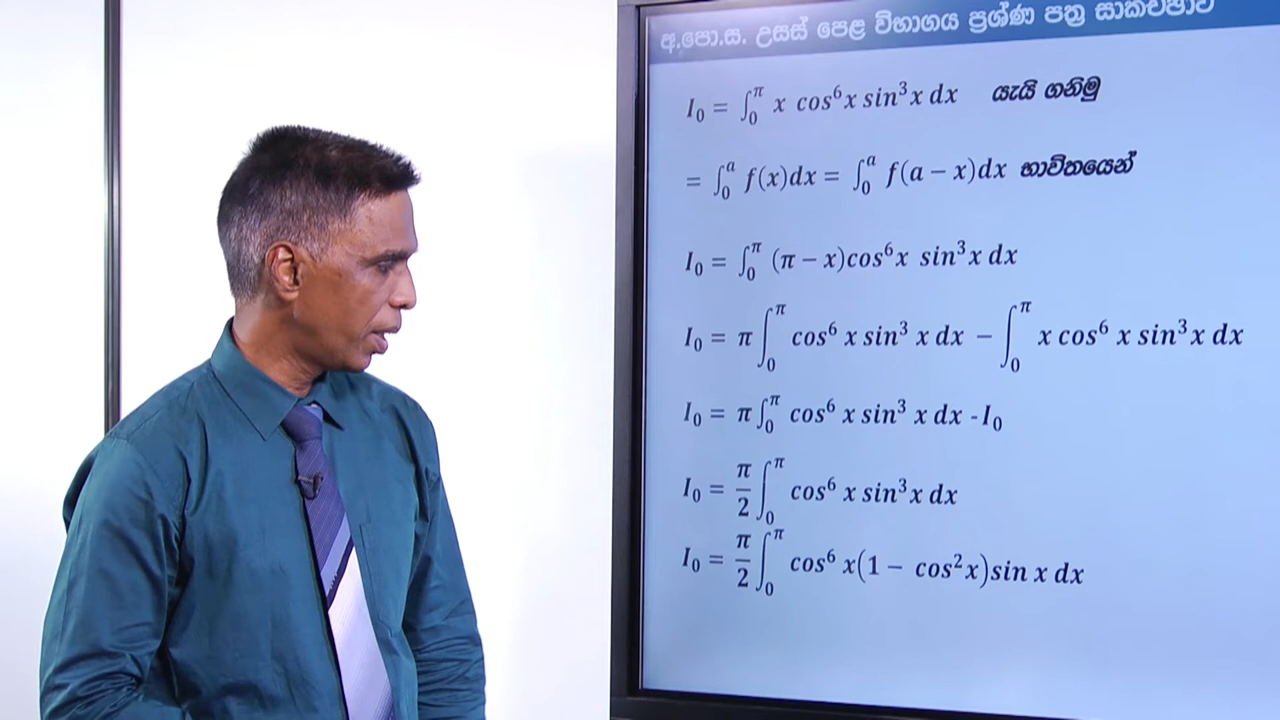 අ.පො.ස. උසස් පෙළ විභාගය ප්‍රශ්ණ පත්‍ර සාකච්ඡාව
I₀ = ∫₀^π x cos⁶x sin³x dx යැයි ගනිමු
= ∫₀^a f(x)dx = ∫₀^a f(a − x)dx භාවිතයෙන්
I₀ = ∫₀^π (π − x)cos⁶x sin³x dx
I₀ = π ∫₀^π cos⁶ x sin³ x dx − ∫₀^π x cos⁶ x sin³x dx
I₀ = π∫₀^π cos⁶ x sin³ x dx - I₀
I₀ = π/2 ∫₀^π cos⁶ x sin³x dx
I₀ = π/2 ∫₀^π cos⁶ x(1 − cos²x)sin x dx